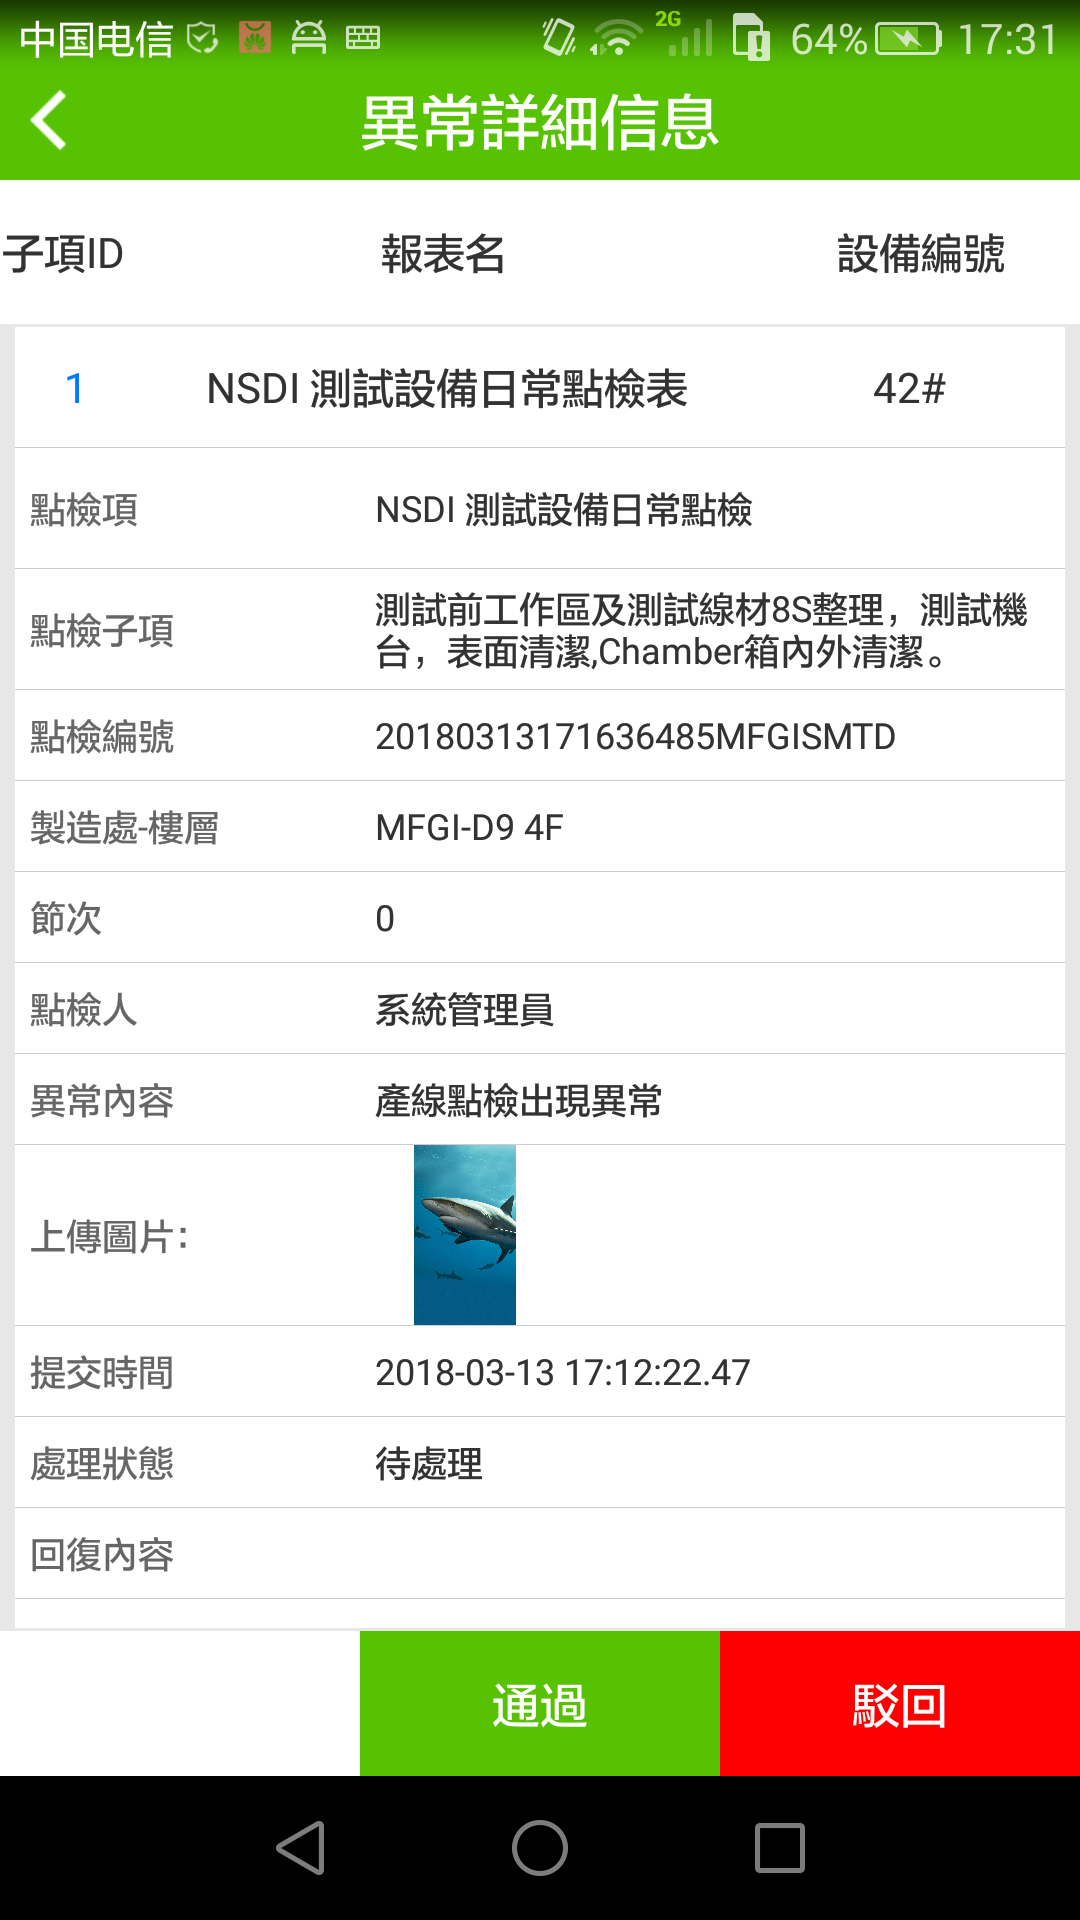 中国电信 2G 64% 17:31
異常詳細信息
子項ID 報表名 設備編號
1 NSDI 測試設備日常點檢表 42#
點檢項 NSDI 測試設備日常點檢
點檢子項 測試前工作區及測試線材8S整理，測試機
台，表面清潔,Chamber箱內外清潔。
點檢編號 20180313171636485MFGISMTD
製造處-樓層 MFGI-D9 4F
節次 0
點檢人 系統管理員
異常內容 產線點檢出現異常
上傳圖片：
提交時間 2018-03-13 17:12:22.47
處理狀態 待處理
回復內容
通過 駁回